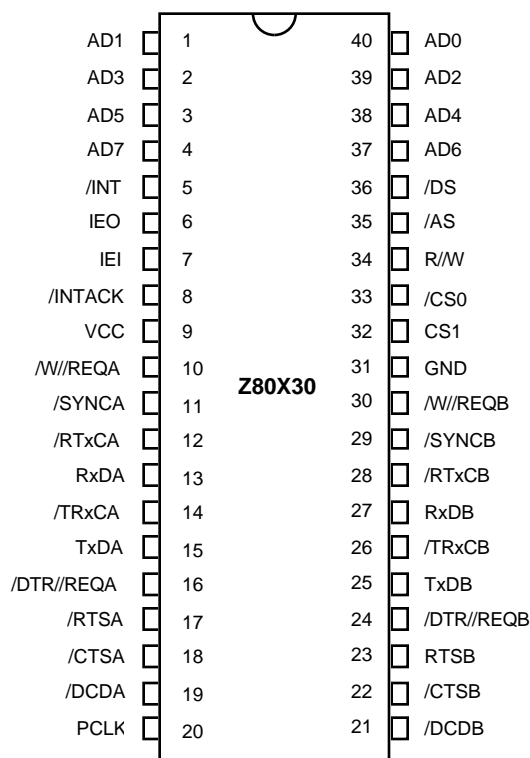 AD1 1 40 AD0
AD3 2 39 AD2
AD5 3 38 AD4
AD7 4 37 AD6
/INT 5 36 /DS
IEO 6 35 /AS
IEI 7 34 R//W
/INTACK 8 33 /CS0
VCC 9 32 CS1
/W//REQA 10 31 GND
Z80X30
/SYNCA 11 30 /W//REQB
/RTxCA 12 29 /SYNCB
RxDA 13 28 /RTxCB
/TRxCA 14 27 RxDB
TxDA 15 26 /TRxCB
/DTR//REQA 16 25 TxDB
/RTSA 17 24 /DTR//REQB
/CTSA 18 23 RTSB
/DCDA 19 22 /CTSB
PCLK 20 21 /DCDB